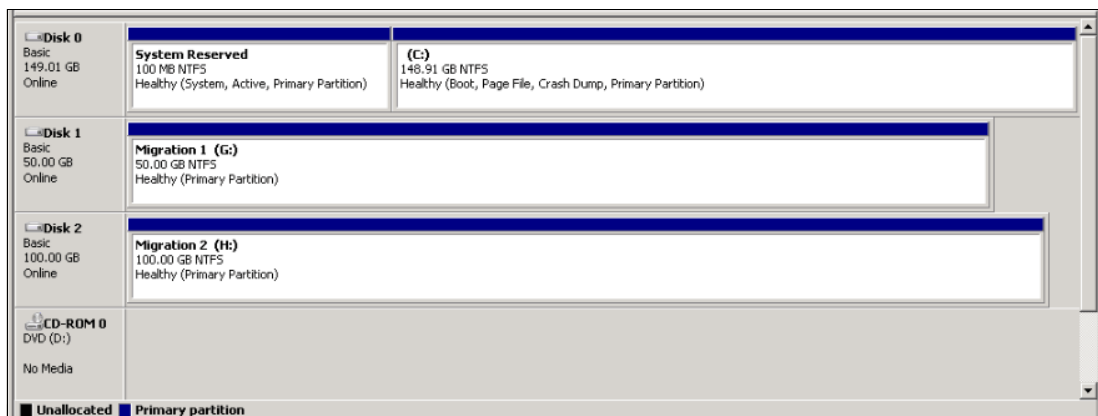 Disk 0
Basic
149.01 GB
Online
System Reserved
100 MB NTFS
Healthy (System, Active, Primary Partition)
(C:)
148.91 GB NTFS
Healthy (Boot, Page File, Crash Dump, Primary Partition)
Disk 1
Basic
50.00 GB
Online
Migration 1 (G:)
50.00 GB NTFS
Healthy (Primary Partition)
Disk 2
Basic
100.00 GB
Online
Migration 2 (H:)
100.00 GB NTFS
Healthy (Primary Partition)
CD-ROM 0
DVD (D:)
No Media
Unallocated Primary partition